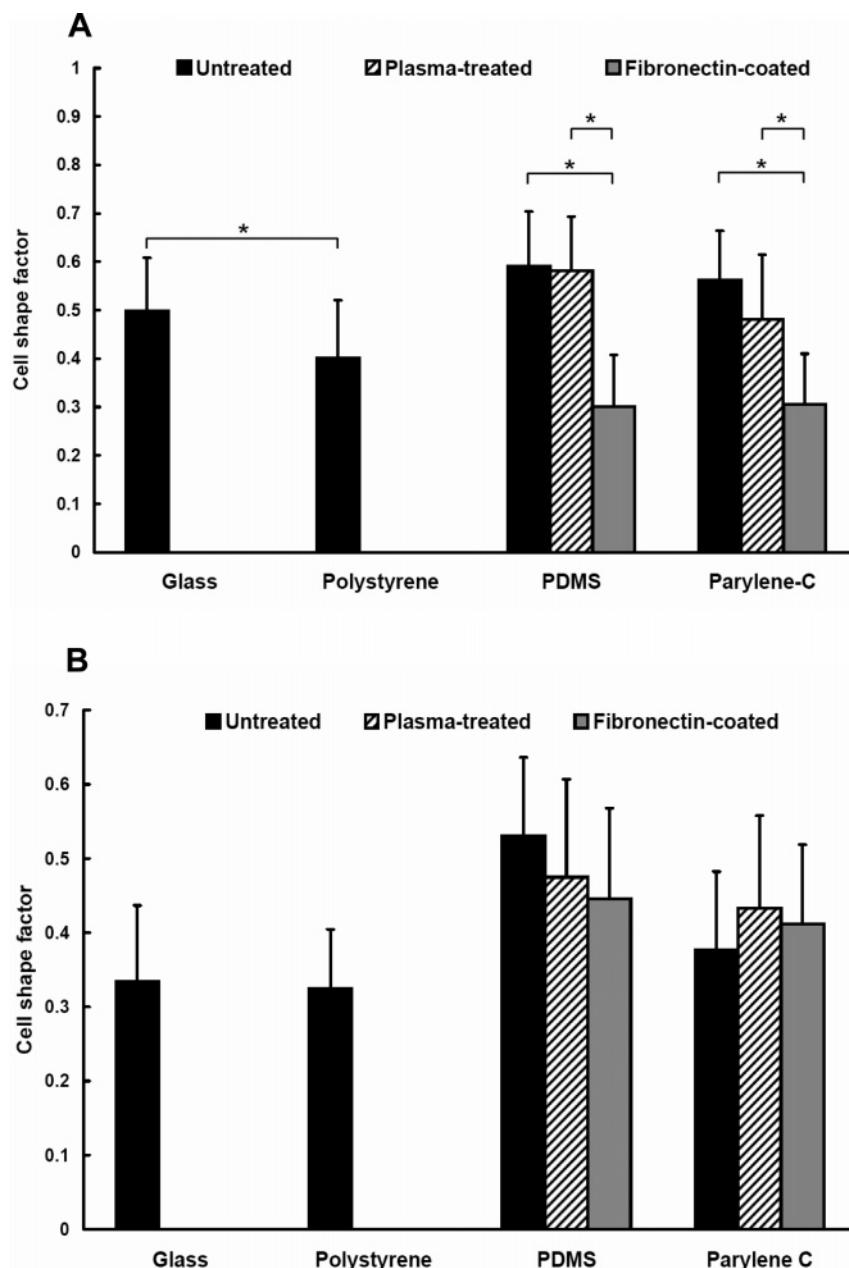 A
Untreated Plasma-treated Fibronectin-coated
1
0.9
0.8
0.7
0.6
0.5
0.4
0.3
0.2
0.1
0
Cell shape factor
* * * * *
Glass Polystyrene PDMS Parylene-C
B
Untreated Plasma-treated Fibronectin-coated
0.7
0.6
0.5
0.4
0.3
0.2
0.1
0
Cell shape factor
Glass Polystyrene PDMS Parylene C